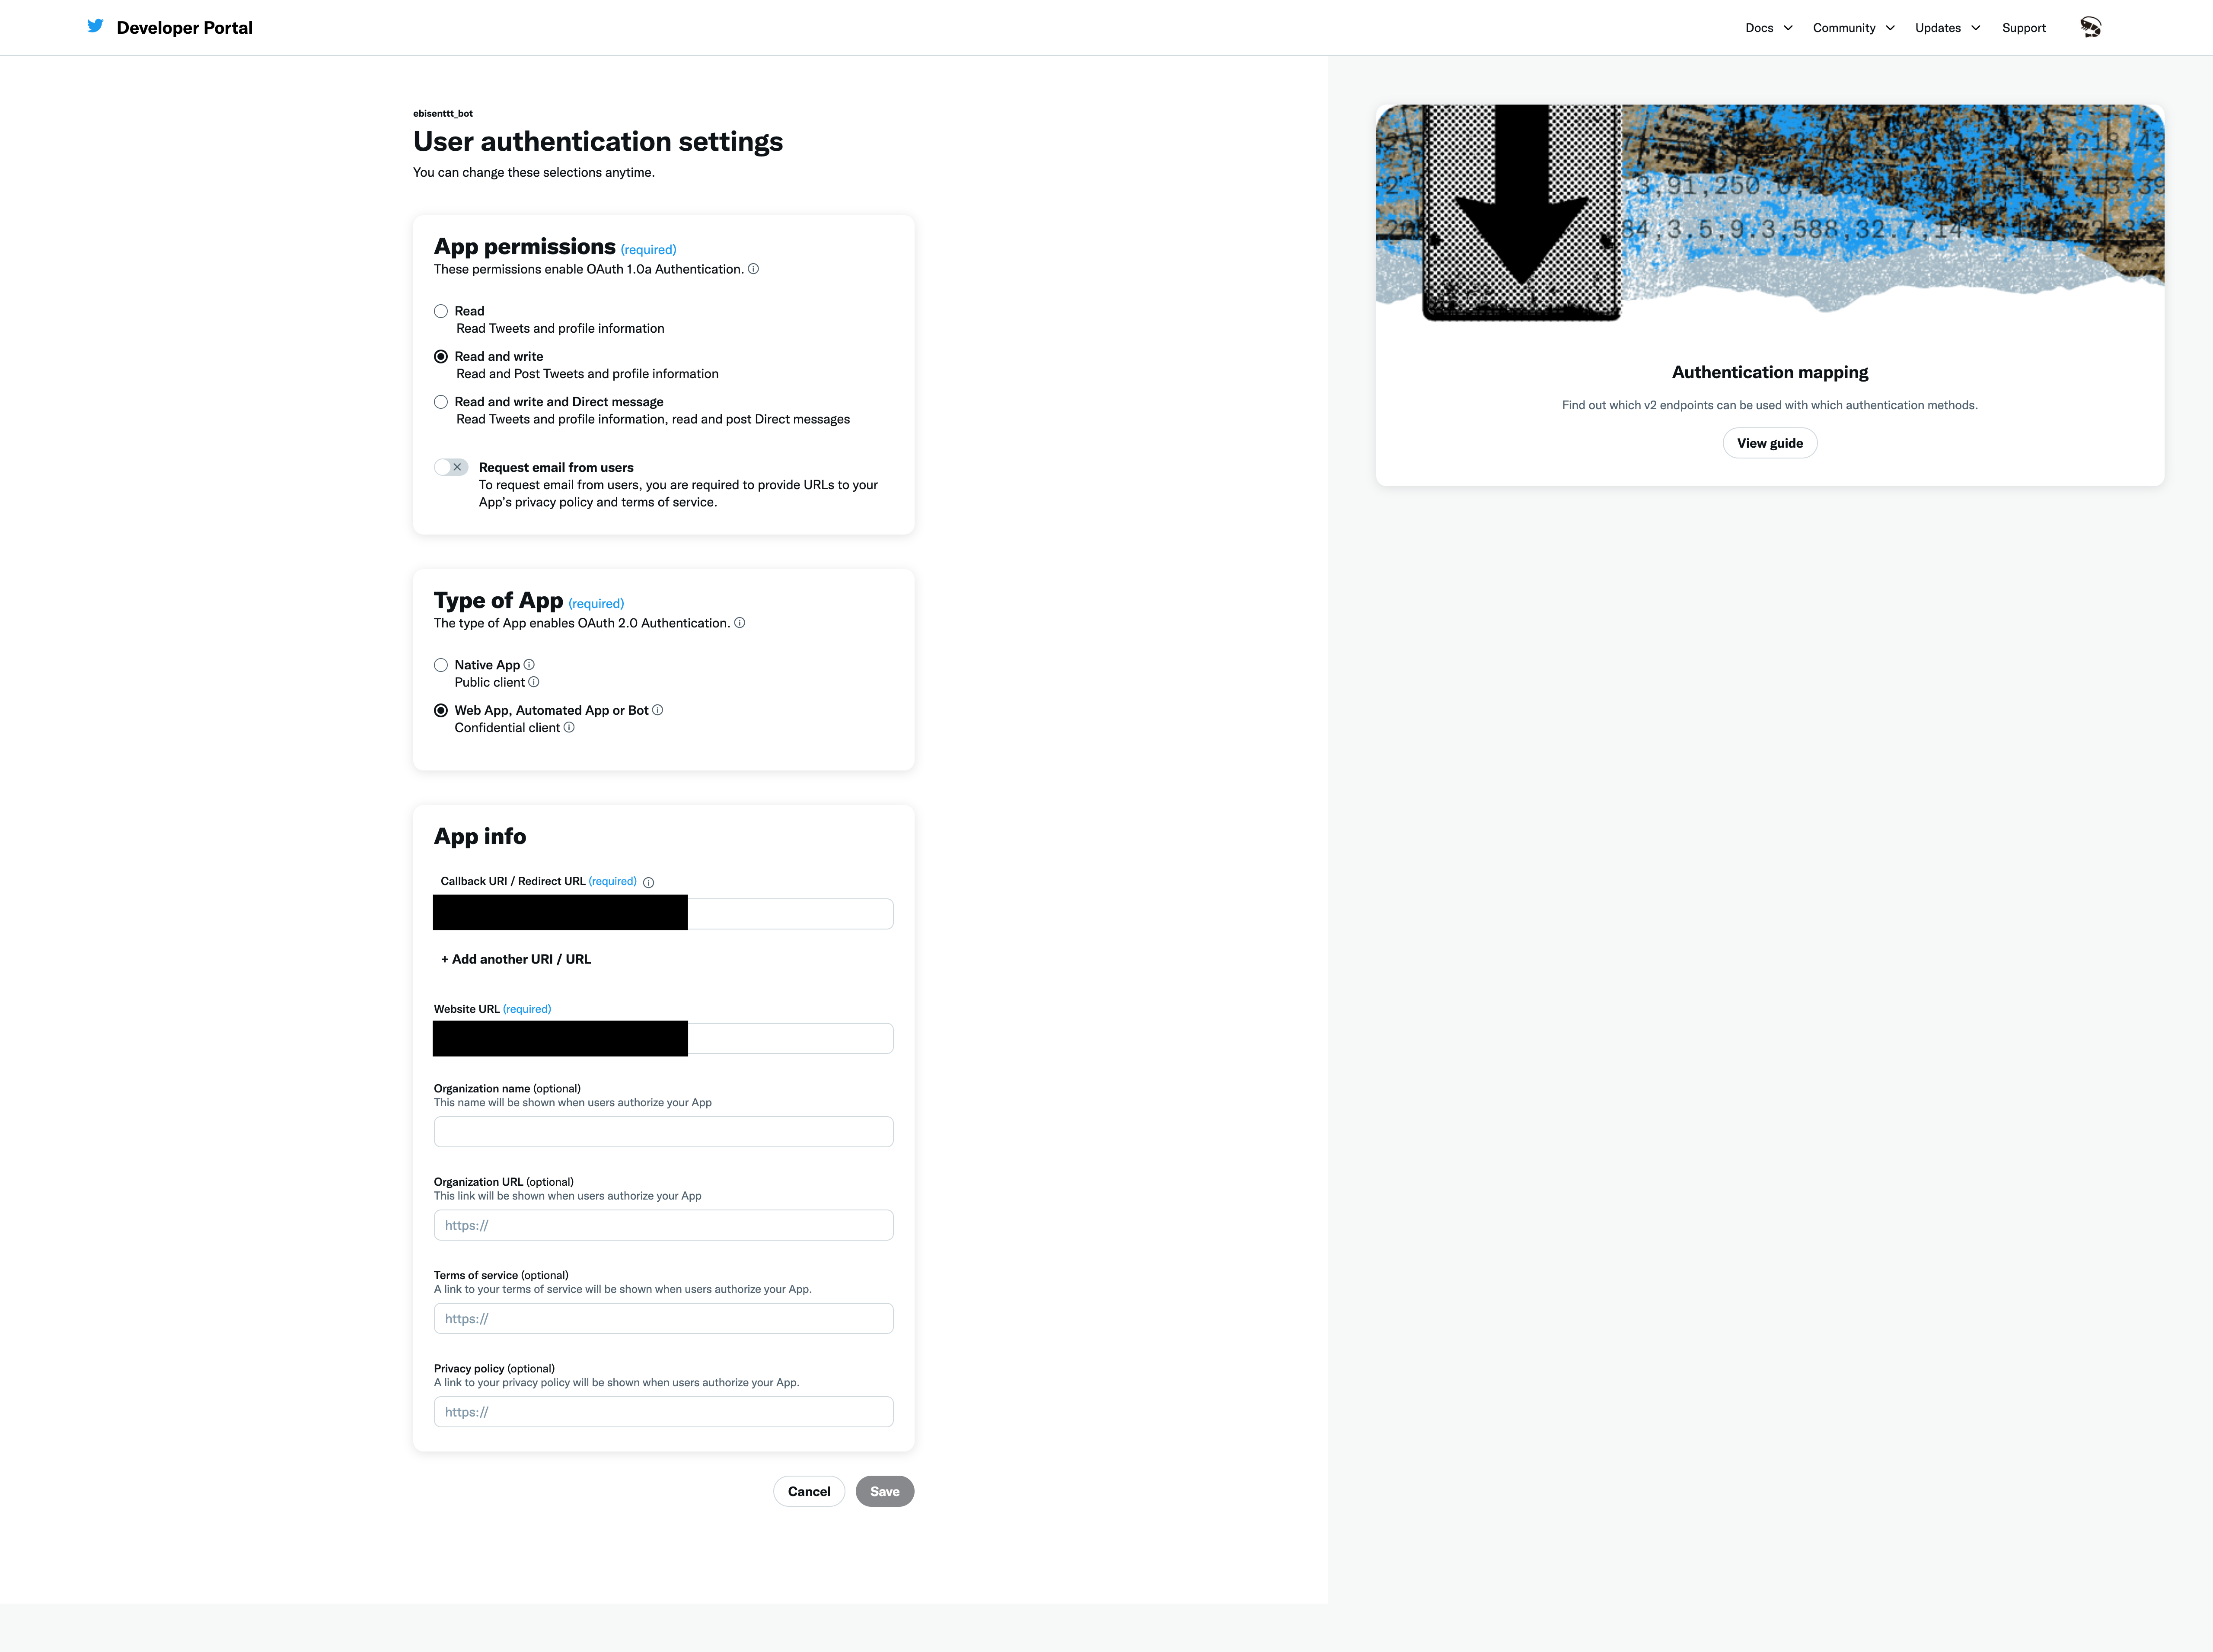 Developer Portal
Docs
Community
Updates
Support
ebisenttt_bot
User authentication settings
You can change these selections anytime.
App permissions (required)
These permissions enable OAuth 1.0a Authentication.
Read
Read Tweets and profile information
Read and write
Read and Post Tweets and profile information
Read and write and Direct message
Read Tweets and profile information, read and post Direct messages
Request email from users
To request email from users, you are required to provide URLs to your
App's privacy policy and terms of service.
Type of App (required)
The type of App enables OAuth 2.0 Authentication.
Native App
Public client
Web App, Automated App or Bot
Confidential client
App info
Callback URI / Redirect URL (required)
+ Add another URI / URL
Website URL (required)
Organization name (optional)
This name will be shown when users authorize your App
Organization URL (optional)
This link will be shown when users authorize your App
https://
Terms of service (optional)
A link to your terms of service will be shown when users authorize your App.
https://
Privacy policy (optional)
A link to your privacy policy will be shown when users authorize your App.
https://
Cancel
Save
Authentication mapping
Find out which v2 endpoints can be used with which authentication methods.
View guide